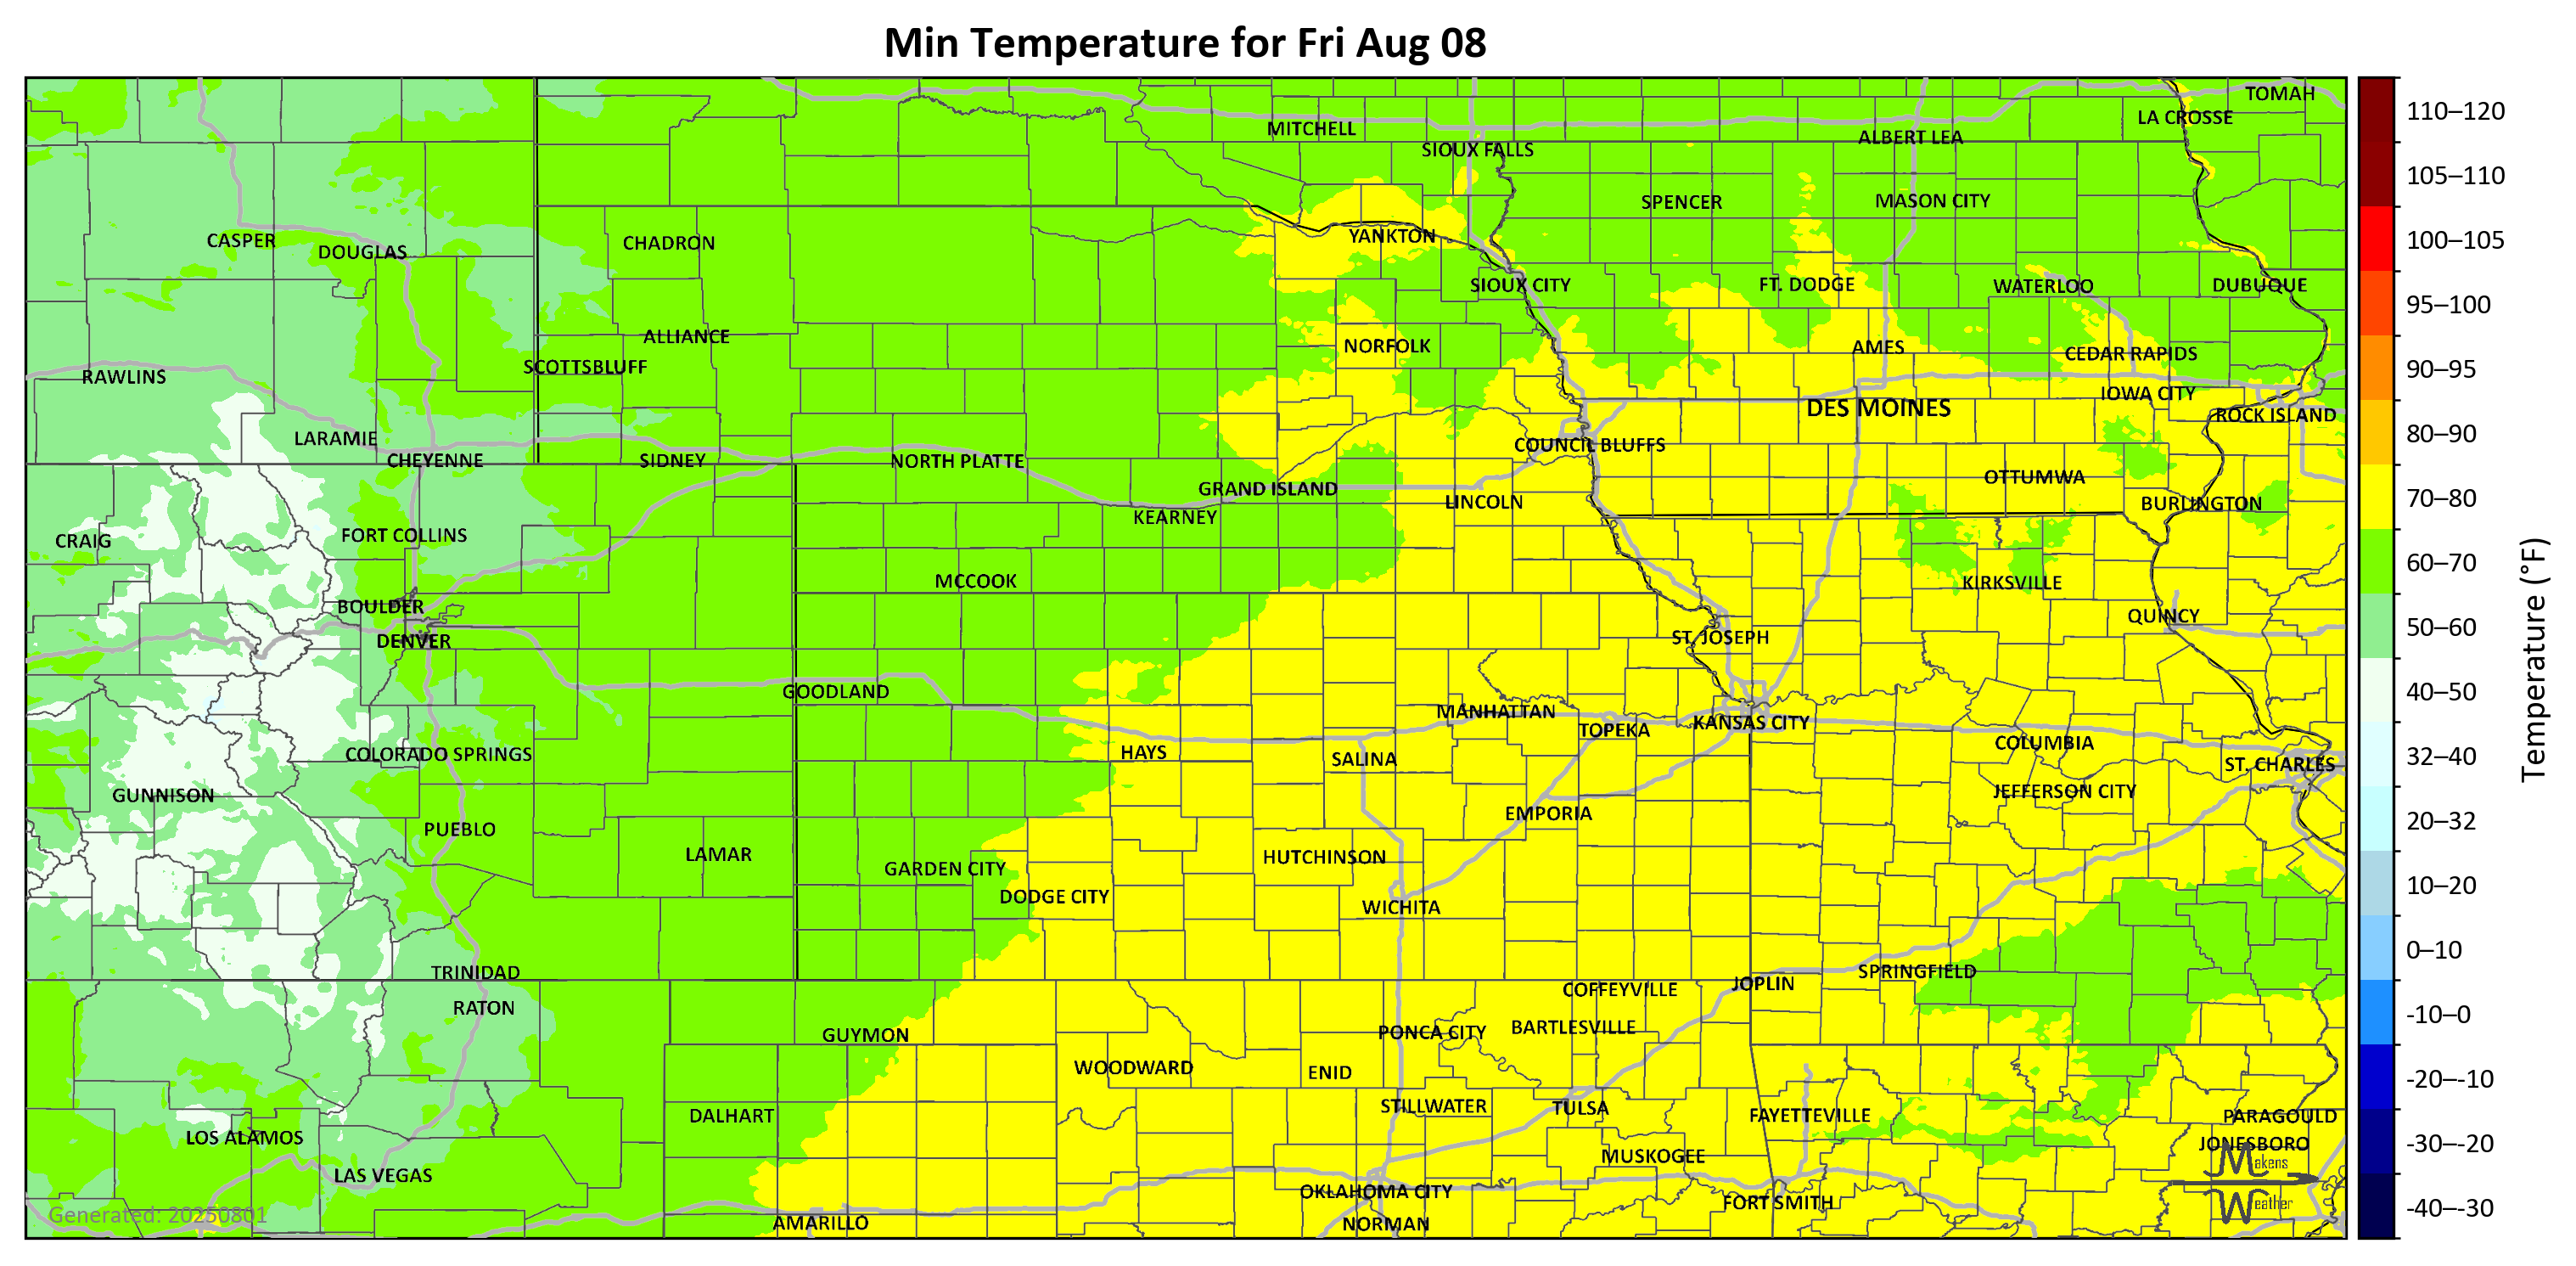 Min Temperature for Fri Aug 08
TOMAH
LA CROSSE
MITCHELL
ALBERT LEA
SIOUX FALLS
SPENCER
MASON CITY
CASPER
DOUGLAS
CHADRON
YANKTON
SIOUX CITY
FT. DODGE
WATERLOO
DUBUQUE
ALLIANCE
NORFOLK
AMES
CEDAR RAPIDS
SCOTTSBLUFF
RAWLINS
IOWA CITY
DES MOINES
ROCK ISLAND
LARAMIE
COUNCIL BLUFFS
CHEYENNE
SIDNEY
NORTH PLATTE
OTTUMWA
GRAND ISLAND
LINCOLN
BURLINGTON
KEARNEY
FORT COLLINS
CRAIG
MCCOOK
KIRKSVILLE
BOULDER
QUINCY
DENVER
ST. JOSEPH
GOODLAND
MANHATTAN
KANSAS CITY
TOPEKA
COLUMBIA
COLORADO SPRINGS
HAYS
SALINA
ST. CHARLES
GUNNISON
JEFFERSON CITY
EMPORIA
PUEBLO
LAMAR
HUTCHINSON
GARDEN CITY
DODGE CITY
WICHITA
TRINIDAD
SPRINGFIELD
JOPLIN
COFFEYVILLE
RATON
GUYMON
PONCA CITY
BARTLESVILLE
WOODWARD
ENID
STILLWATER
TULSA
DALHART
FAYETTEVILLE
PARAGOULD
LOS ALAMOS
JONESBORO
MUSKOGEE
LAS VEGAS
OKLAHOMA CITY
FORT SMITH
AMARILLO
NORMAN
Generated: 20250801
Makens
Weather
110–120
105–110
100–105
95–100
90–95
80–90
70–80
60–70
50–60
40–50
32–40
20–32
10–20
0–10
-10–0
-20–-10
-30–-20
-40–-30
Temperature (°F)